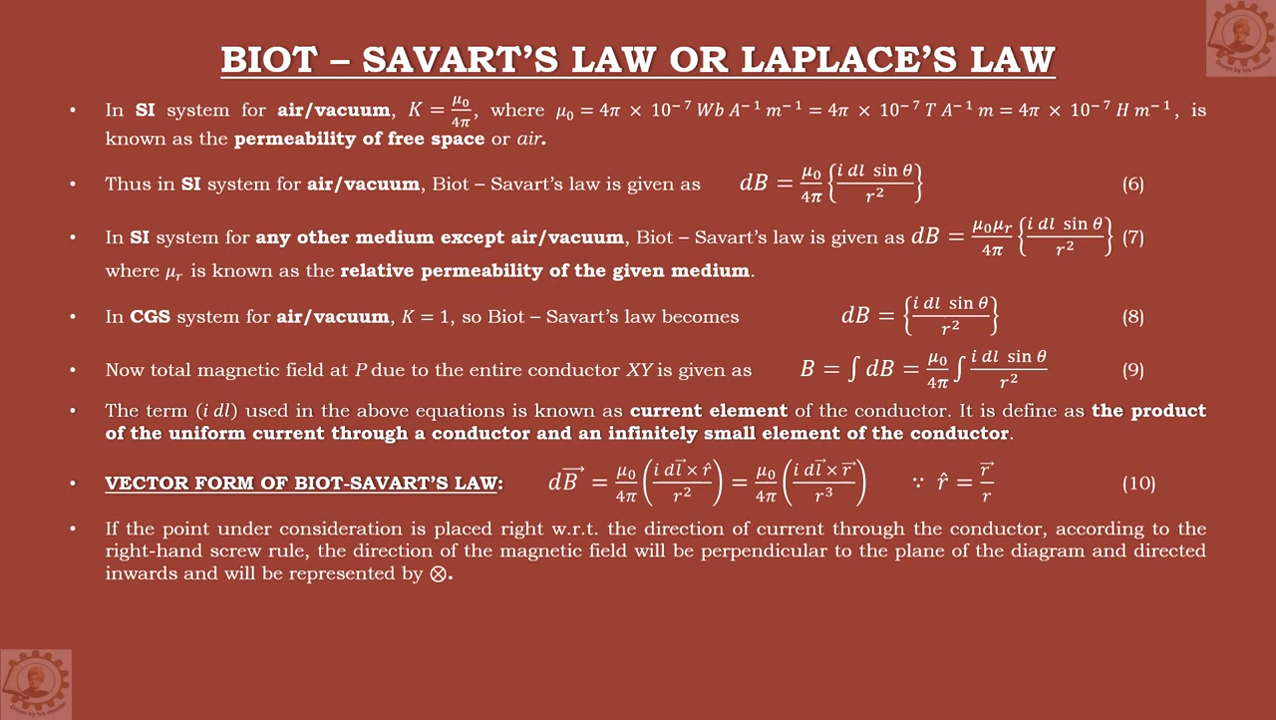 BIOT – SAVART'S LAW OR LAPLACE'S LAW
• In SI system for air/vacuum, K = μ₀/4π, where μ₀ = 4π × 10⁻⁷ Wb A⁻¹ m⁻¹ = 4π × 10⁻⁷ T A⁻¹ m = 4π × 10⁻⁷ H m⁻¹, is
known as the permeability of free space or air.
• Thus in SI system for air/vacuum, Biot – Savart's law is given as dB = μ₀/4π {i dl sin θ / r²} (6)
• In SI system for any other medium except air/vacuum, Biot – Savart's law is given as dB = μ₀μᵣ/4π {i dl sin θ / r²} (7)
where μᵣ is known as the relative permeability of the given medium.
• In CGS system for air/vacuum, K = 1, so Biot – Savart's law becomes dB = {i dl sin θ / r²} (8)
• Now total magnetic field at P due to the entire conductor XY is given as B = ∫ dB = μ₀/4π ∫ i dl sin θ / r² (9)
• The term (i dl) used in the above equations is known as current element of the conductor. It is define as the product
of the uniform current through a conductor and an infinitely small element of the conductor.
• VECTOR FORM OF BIOT-SAVART'S LAW: dB⃗ = μ₀/4π (i dl⃗ × r̂ / r²) = μ₀/4π (i dl⃗ × r⃗ / r³) ∵ r̂ = r⃗/r (10)
• If the point under consideration is placed right w.r.t. the direction of current through the conductor, according to the
right-hand screw rule, the direction of the magnetic field will be perpendicular to the plane of the diagram and directed
inwards and will be represented by ⊗.